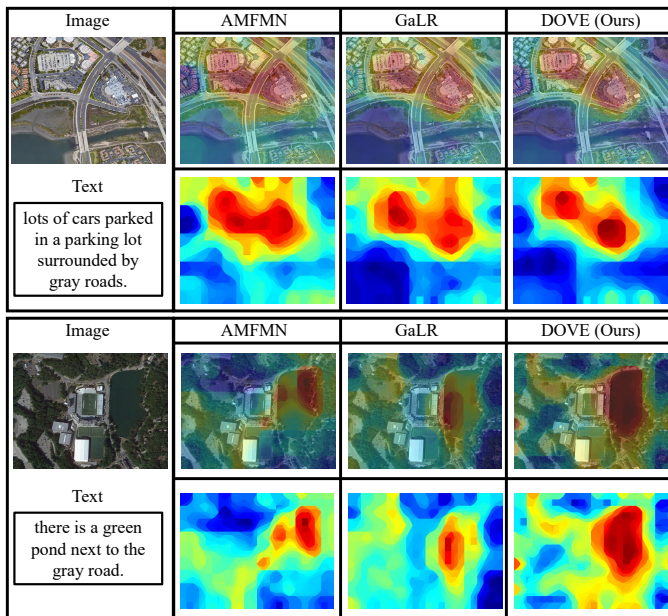 Image AMFMN GaLR DOVE (Ours)
Text
lots of cars parked
in a parking lot
surrounded by
gray roads.
Image AMFMN GaLR DOVE (Ours)
Text
there is a green
pond next to the
gray road.